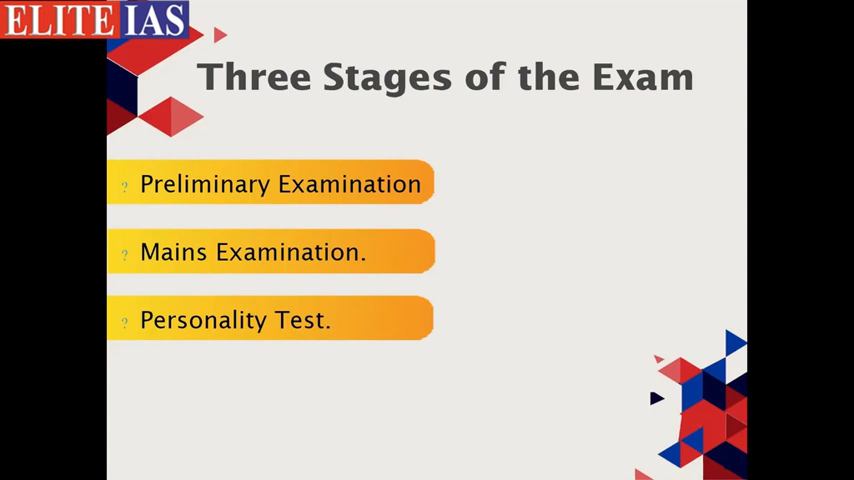 ELITE IAS
Three Stages of the Exam
? Preliminary Examination
? Mains Examination.
? Personality Test.